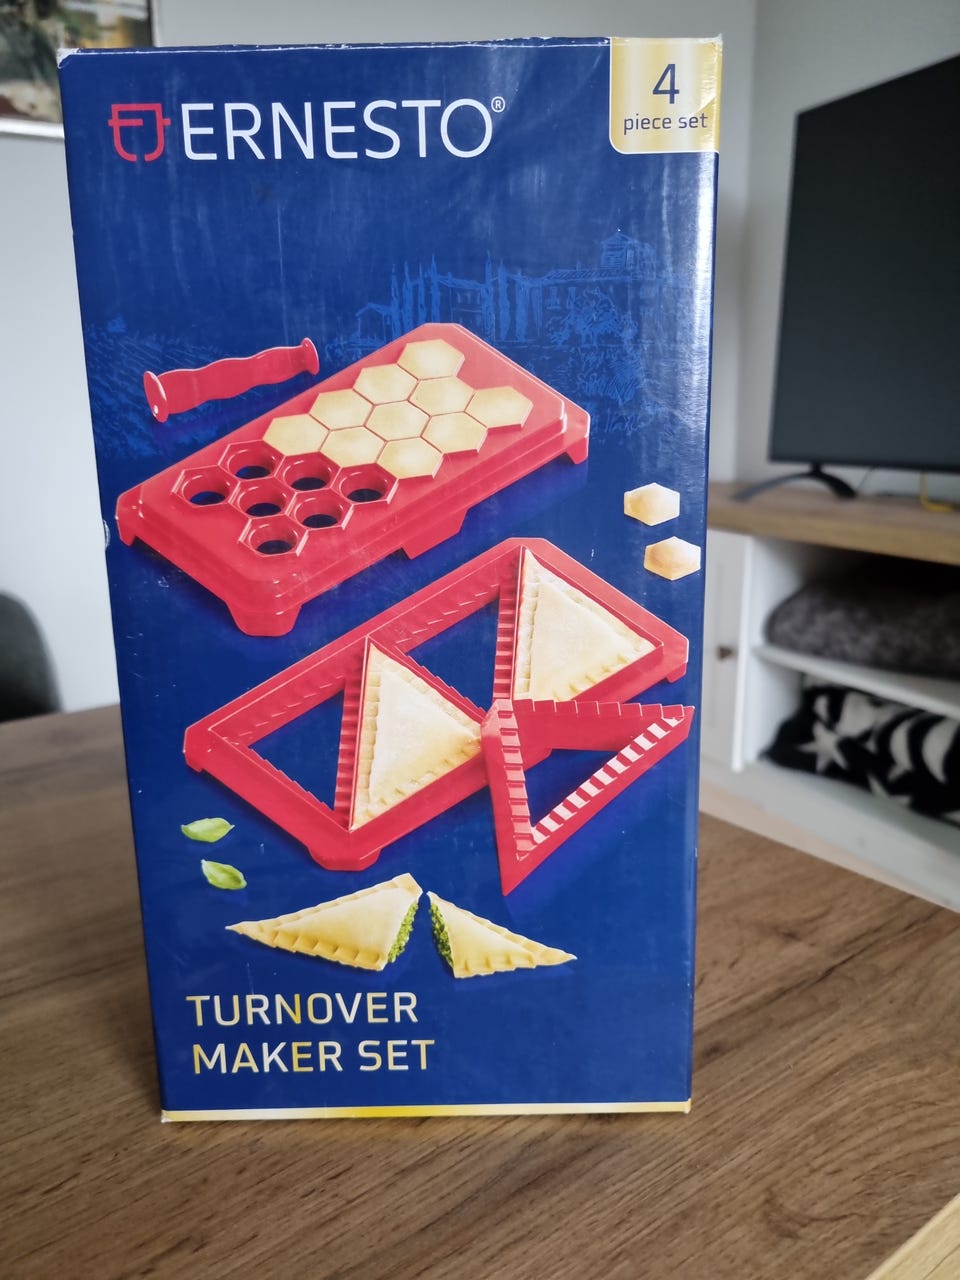 ERNESTO®
4
piece set
TURNOVER
MAKER SET